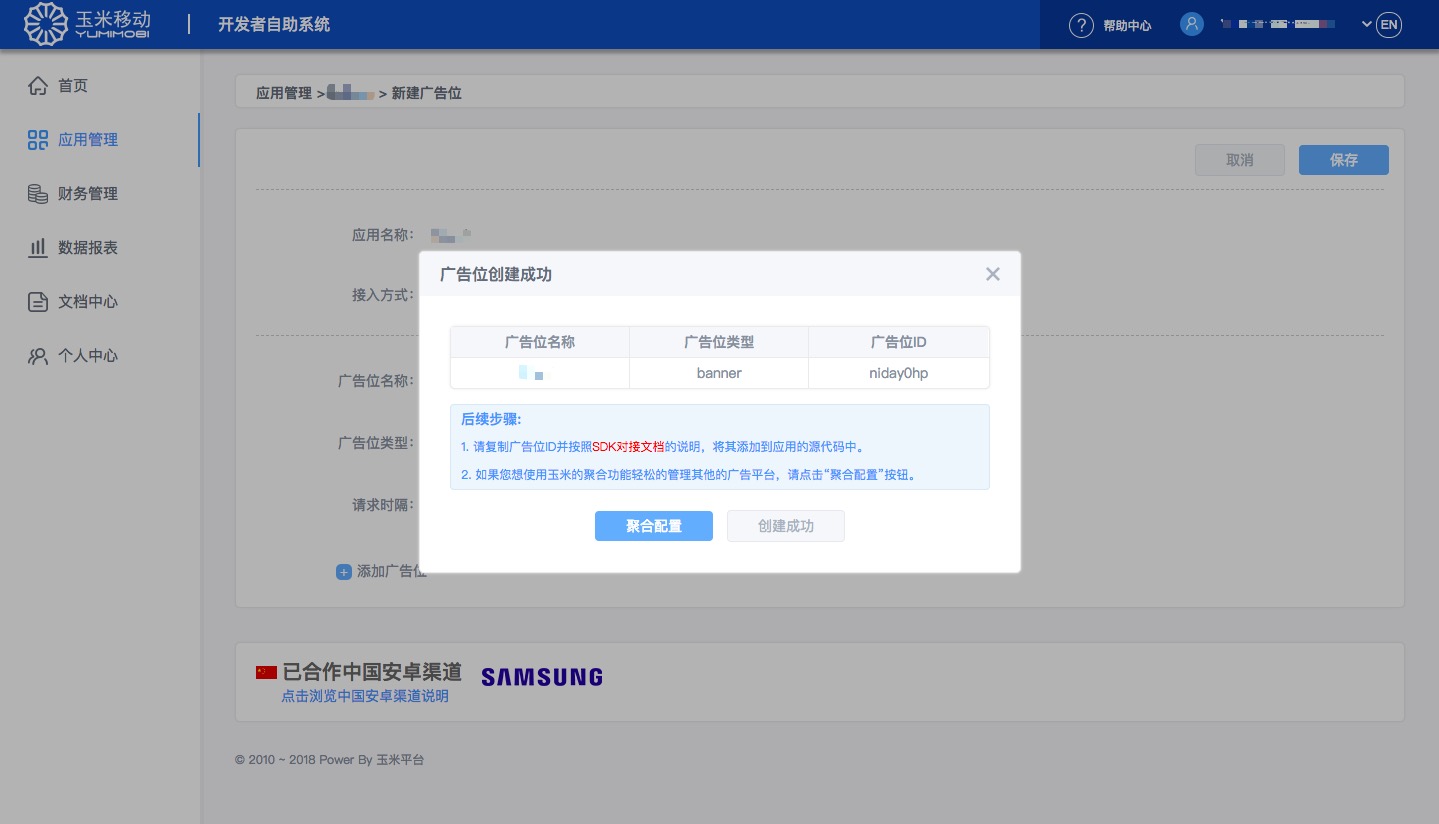 玉米移动
YUMIMOBI
开发者自助系统
? 帮助中心
EN
首页
应用管理
财务管理
数据报表
文档中心
个人中心
应用管理 > > 新建广告位
取消
保存
应用名称:
接入方式:
广告位名称:
广告位类型:
请求时隔:
+ 添加广告位
广告位创建成功
广告位名称 广告位类型 广告位ID
banner niday0hp
后续步骤:
1. 请复制广告位ID并按照SDK对接文档的说明，将其添加到应用的源代码中。
2. 如果您想使用玉米的聚合功能轻松的管理其他的广告平台，请点击“聚合配置”按钮。
聚合配置
创建成功
已合作中国安卓渠道
点击浏览中国安卓渠道说明
SAMSUNG
© 2010 ~ 2018 Power By 玉米平台